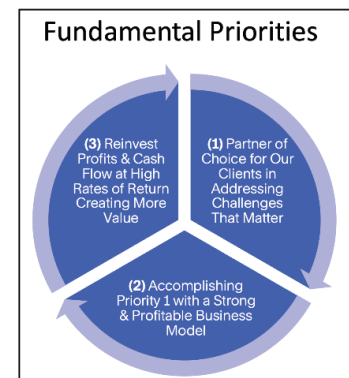 Fundamental Priorities
(1) Partner of
Choice for Our
Clients in
Addressing
Challenges
That Matter
(2) Accomplishing
Priority 1 with a Strong
& Profitable Business
Model
(3) Reinvest
Profits & Cash
Flow at High
Rates of Return
Creating More
Value